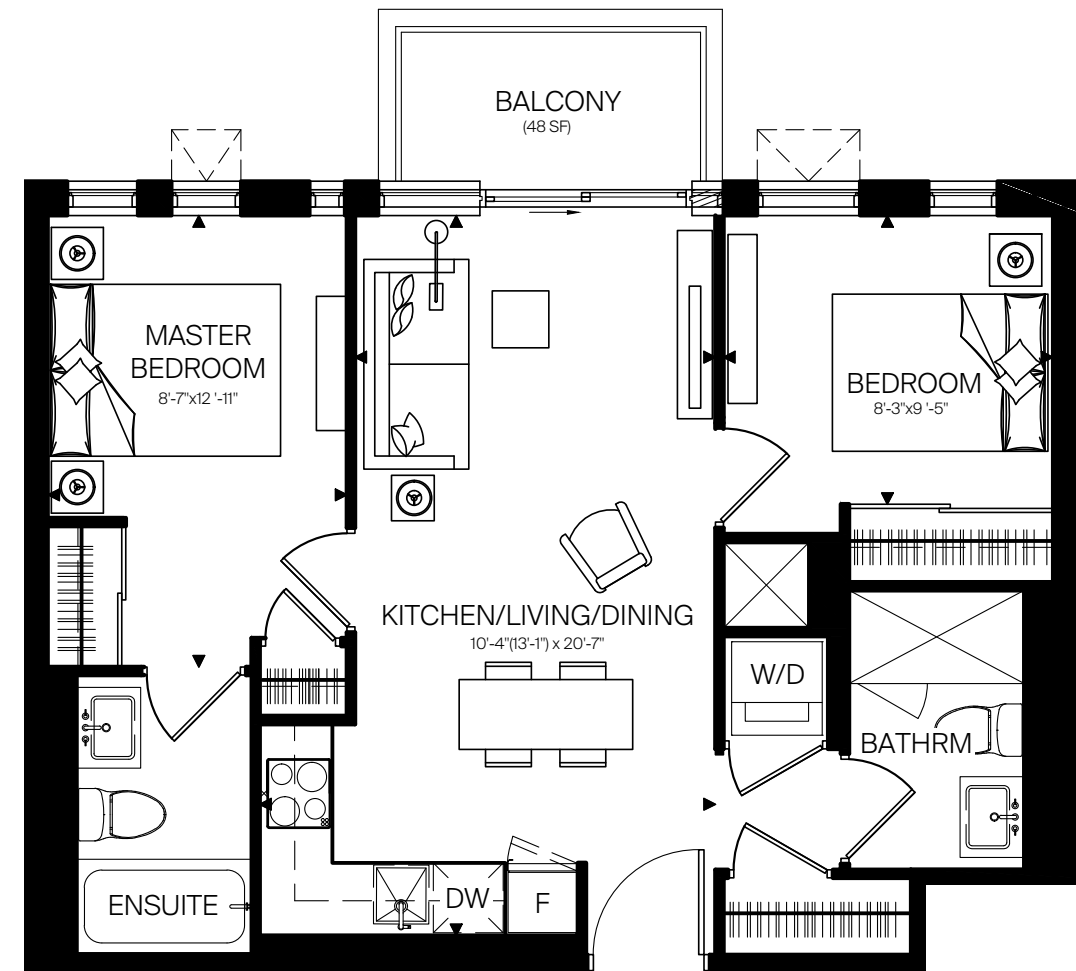 BALCONY
(48 SF)
MASTER
BEDROOM
8'-7"x12 '-11"
BEDROOM
8'-3"x9 '-5"
KITCHEN/LIVING/DINING
10'-4"(13'-1") x 20'-7"
W/D
BATHRM
ENSUITE
DW
F